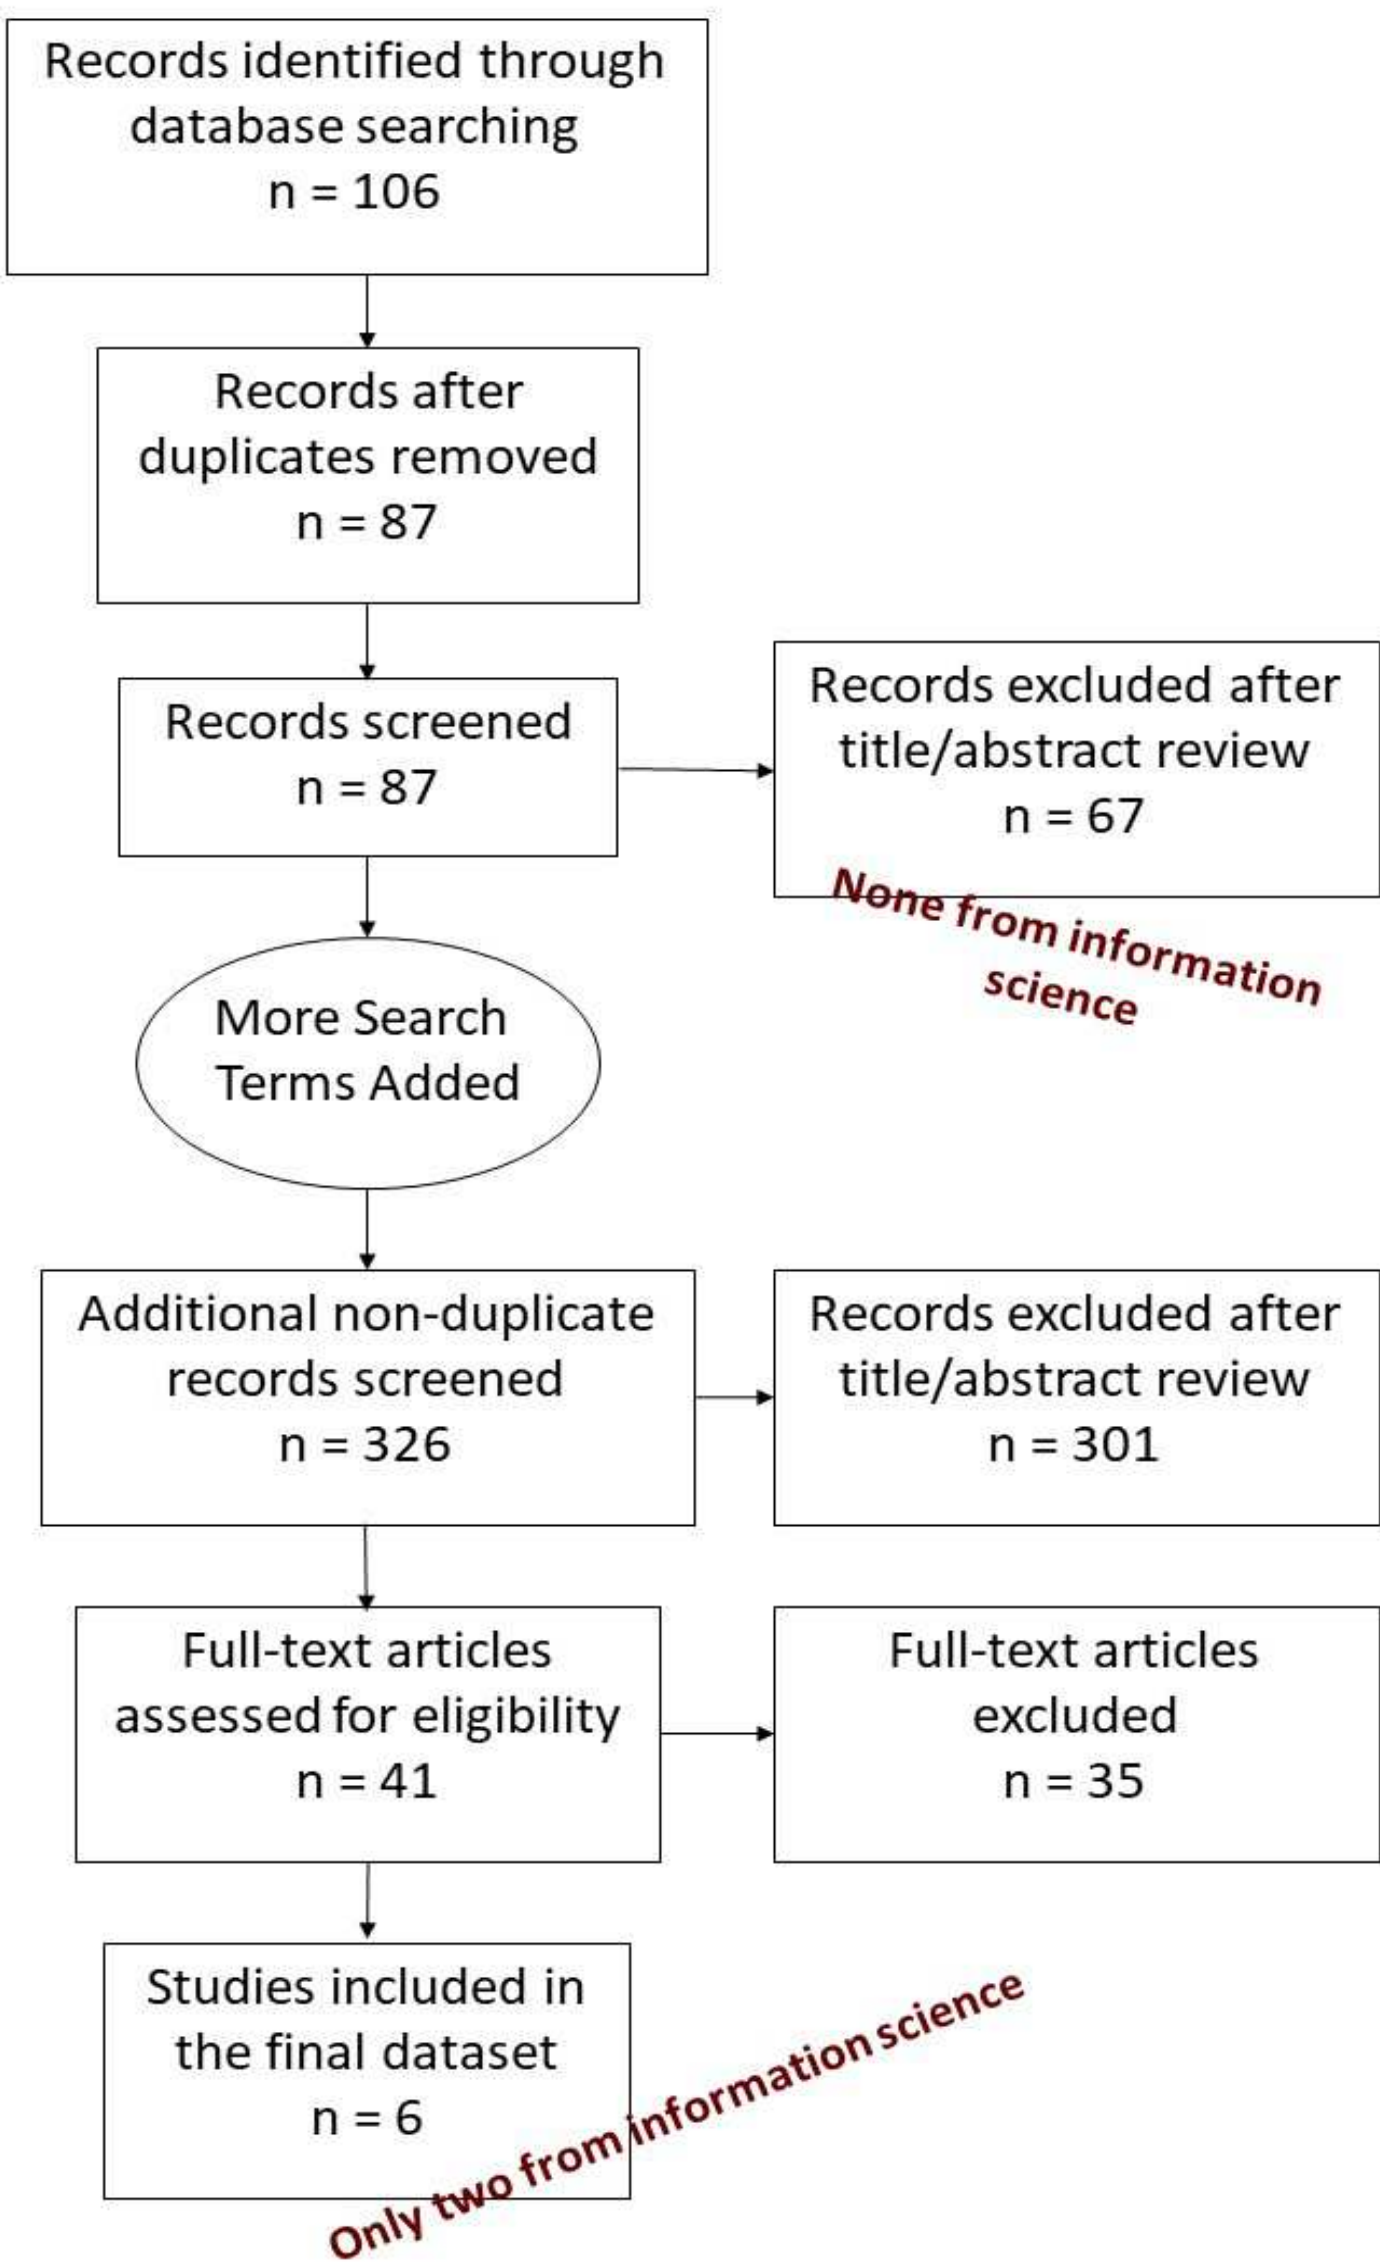 Records identified through
database searching
n = 106
Records after
duplicates removed
n = 87
Records screened
n = 87
Records excluded after
title/abstract review
n = 67
None from information
science
More Search
Terms Added
Additional non-duplicate
records screened
n = 326
Records excluded after
title/abstract review
n = 301
Full-text articles
assessed for eligibility
n = 41
Full-text articles
excluded
n = 35
Studies included in
the final dataset
n = 6
Only two from information science